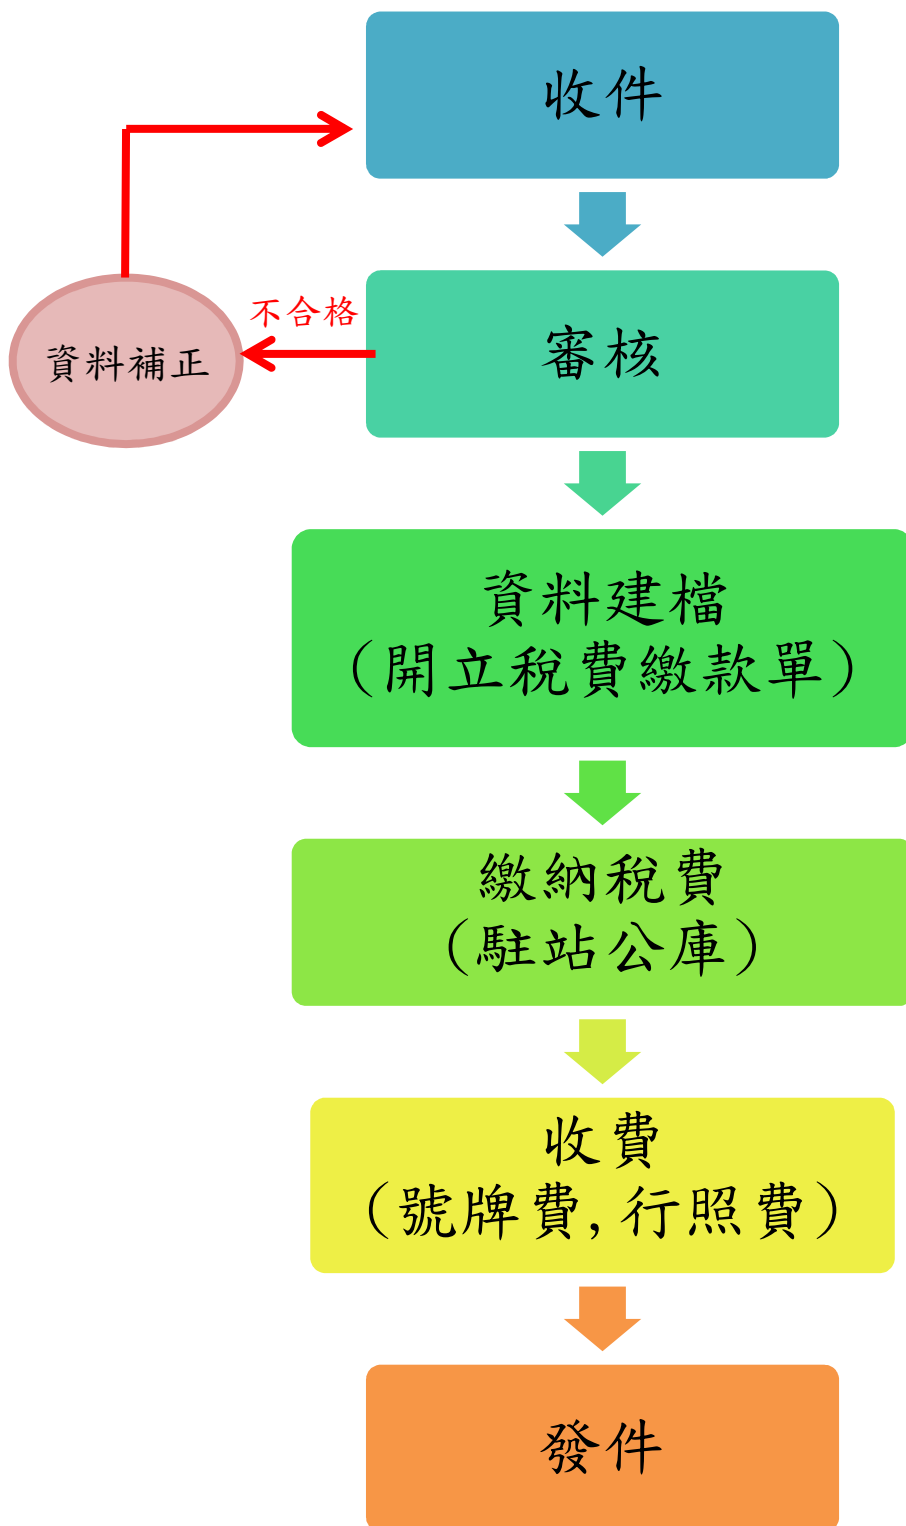 收件
不合格
審核
資料補正
資料建檔
（開立稅費繳款單）
繳納稅費
（駐站公庫）
收費
（號牌費,行照費）
發件